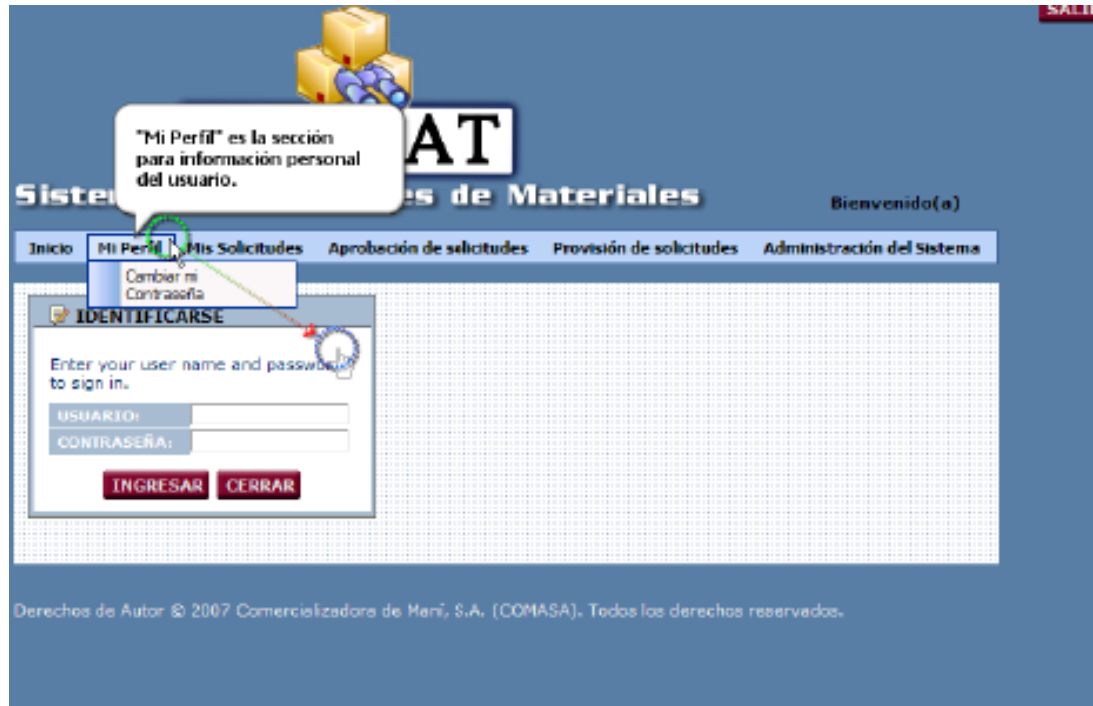 SALI
"Mi Perfil" es la sección
para información personal
del usuario.
AT
Siste es de Materiales
Bienvenido(a)
Inicio Mi Perfil Mis Solicitudes Aprobación de solicitudes Provisión de solicitudes Administración del Sistema
Cambiar mi
Contraseña
IDENTIFICARSE
Enter your user name and passw
to sign in.
USUARIO:
CONTRASEÑA:
INGRESAR CERRAR
Derechos de Autor © 2007 Comercializadora de Maní, S.A. (COMASA). Todos los derechos reservados.